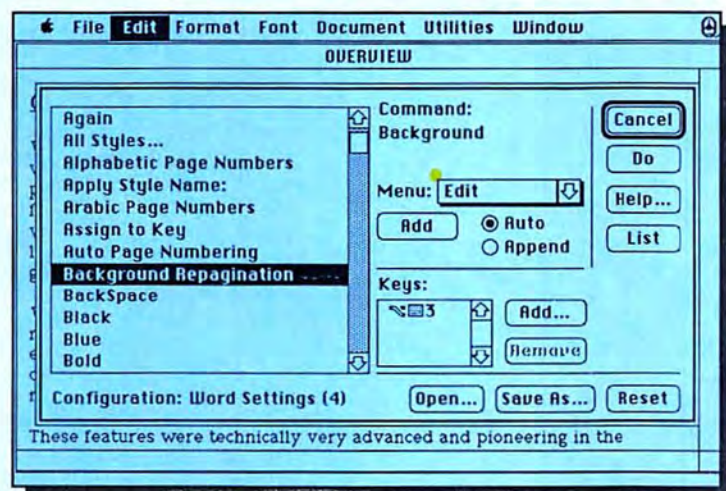 File Edit Format Font Document Utilities Window
OVERVIEW
Again
All Styles...
Alphabetic Page Numbers
Apply Style Name:
Arabic Page Numbers
Assign to Key
Auto Page Numbering
Background Repagination
BackSpace
Black
Blue
Bold
Configuration: Word Settings (4)
Command:
Background
Menu: Edit
Add
Auto
Append
Keys:
3
Add...
Remove
Cancel
Do
Help...
List
Open... Save As... Reset
These features were technically very advanced and pioneering in the